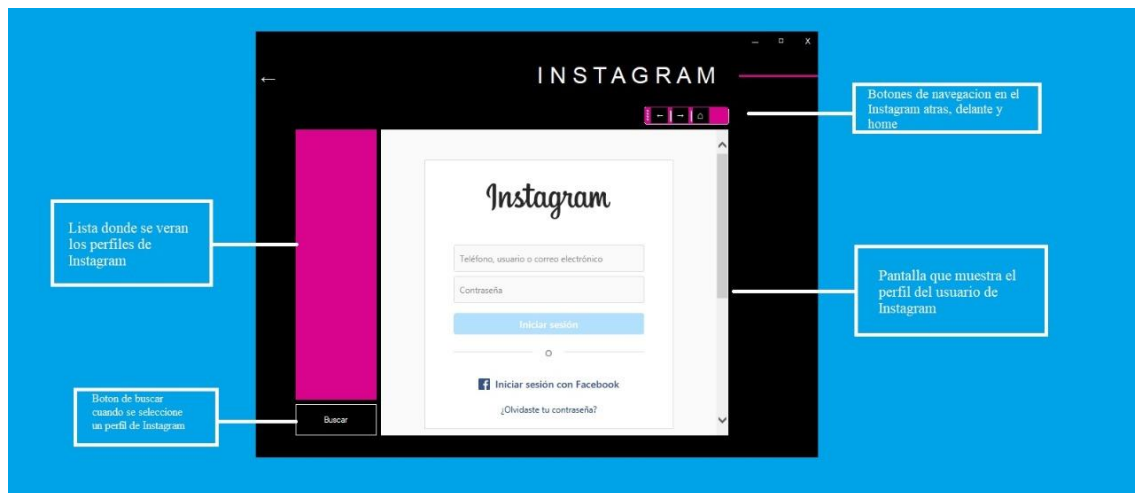 INSTAGRAM
Botones de navegacion en el
Instagram atras, delante y
home
Instagram
Lista donde se veran
los perfiles de
Instagram
Teléfono, usuario o correo electrónico
Contraseña
Iniciar sesión
O
Iniciar sesión con Facebook
¿Olvidaste tu contraseña?
Pantalla que muestra el
perfil del usuario de
Instagram
Boton de buscar
cuando se seleccione
un perfil de Instagram
Buscar